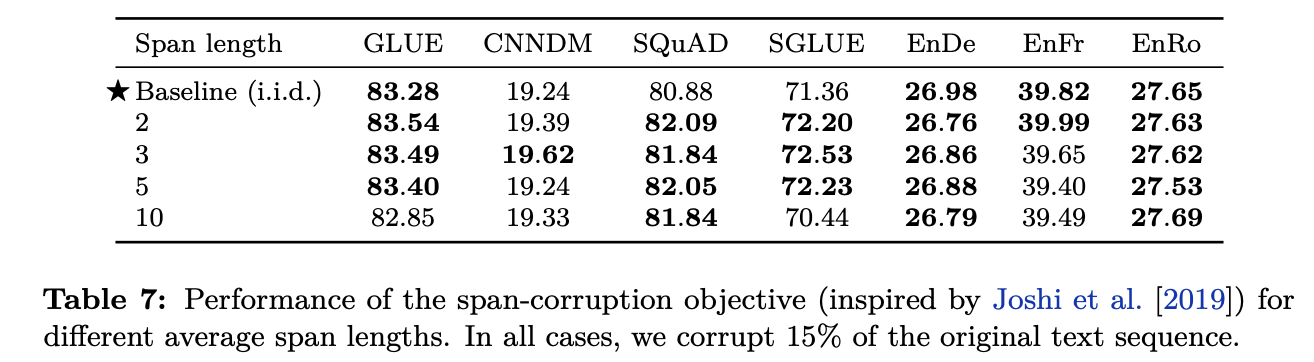 Span length GLUE CNNDM SQuAD SGLUE EnDe EnFr EnRo
★ Baseline (i.i.d.) 83.28 19.24 80.88 71.36 26.98 39.82 27.65
2 83.54 19.39 82.09 72.20 26.76 39.99 27.63
3 83.49 19.62 81.84 72.53 26.86 39.65 27.62
5 83.40 19.24 82.05 72.23 26.88 39.40 27.53
10 82.85 19.33 81.84 70.44 26.79 39.49 27.69
Table 7: Performance of the span-corruption objective (inspired by Joshi et al. [2019]) for
different average span lengths. In all cases, we corrupt 15% of the original text sequence.